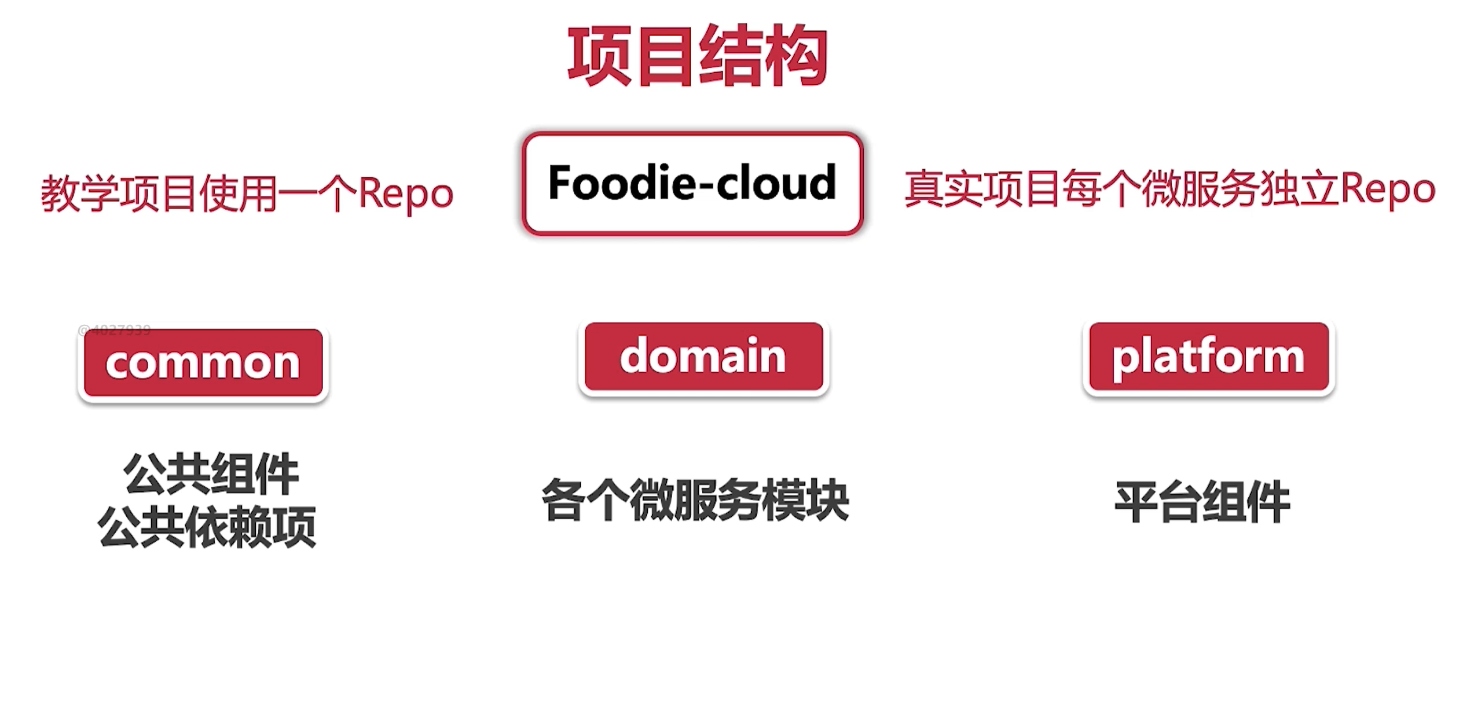 项目结构
教学项目使用一个Repo
Foodie-cloud
真实项目每个微服务独立Repo
@4027939
common
domain
platform
公共组件
公共依赖项
各个微服务模块
平台组件